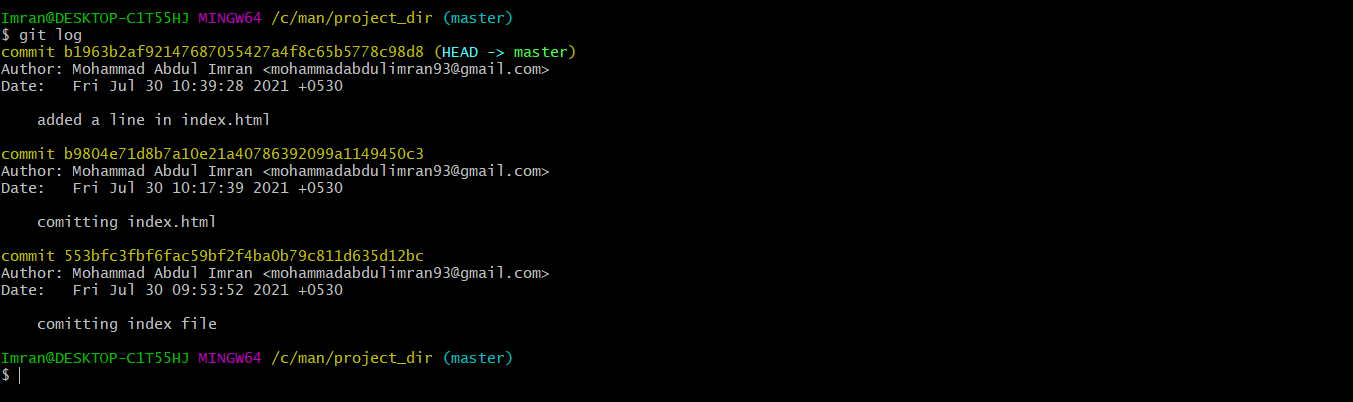 Imran@DESKTOP-C1T55HJ MINGW64 /c/man/project_dir (master)
$ git log
commit b1963b2af92147687055427a4f8c65b5778c98d8 (HEAD -> master)
Author: Mohammad Abdul Imran <mohammadabdulimran93@gmail.com>
Date:   Fri Jul 30 10:39:28 2021 +0530
    added a line in index.html
commit b9804e71d8b7a10e21a40786392099a1149450c3
Author: Mohammad Abdul Imran <mohammadabdulimran93@gmail.com>
Date:   Fri Jul 30 10:17:39 2021 +0530
    comitting index.html
commit 553bfc3fbf6fac59bf2f4ba0b79c811d635d12bc
Author: Mohammad Abdul Imran <mohammadabdulimran93@gmail.com>
Date:   Fri Jul 30 09:53:52 2021 +0530
    comitting index file
Imran@DESKTOP-C1T55HJ MINGW64 /c/man/project_dir (master)
$